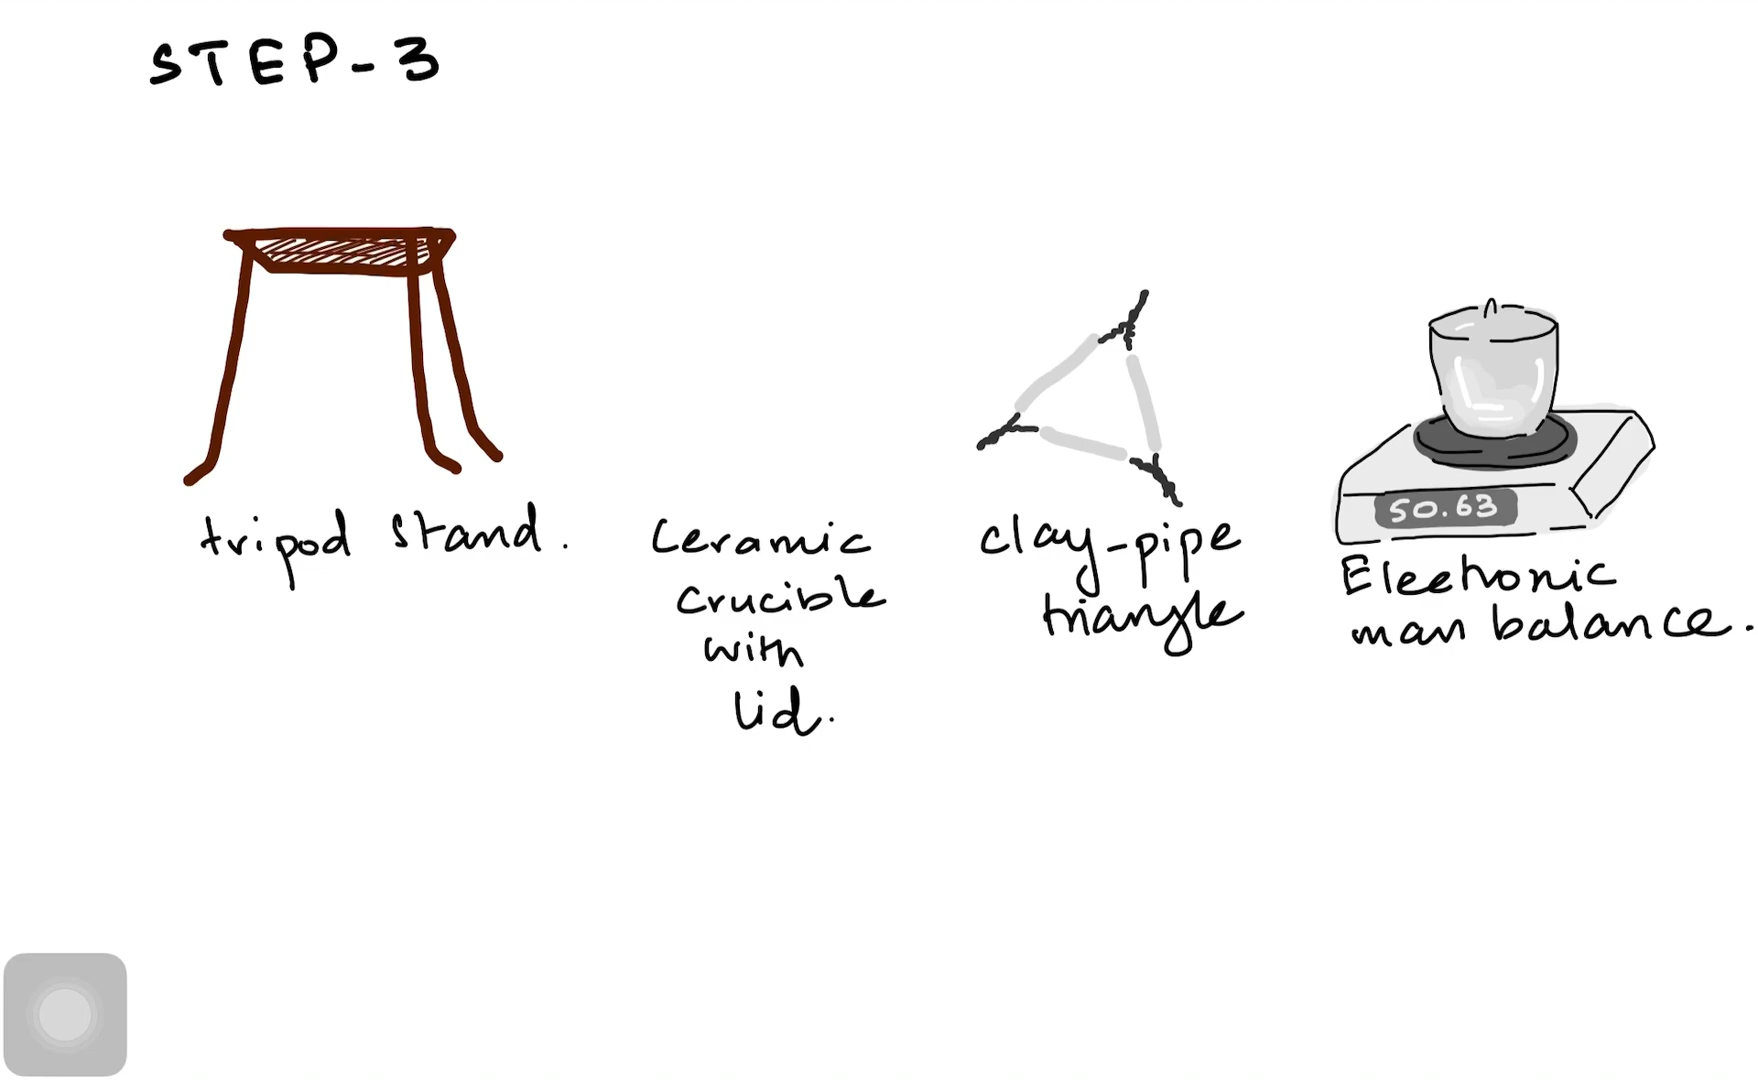 STEP-3
50.63
tripod stand.
Ceramic
crucible
with
lid.
clay-pipe
triangle
Electronic
mass balance.